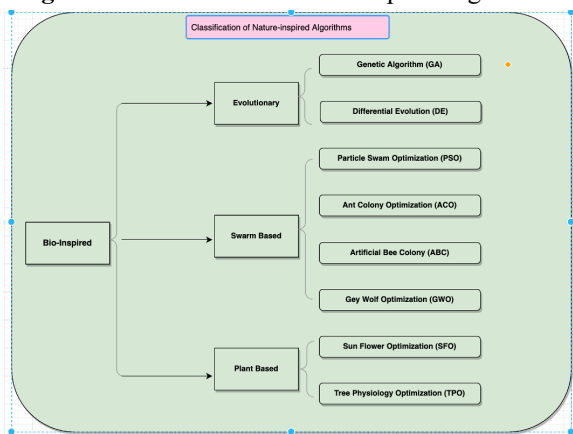 Classification of Nature-inspired Algorithms
Genetic Algorithm (GA)
Evolutionary
Differential Evolution (DE)
Particle Swam Optimization (PSO)
Ant Colony Optimization (ACO)
Bio-Inspired
Swarm Based
Artificial Bee Colony (ABC)
Gey Wolf Optimization (GWO)
Sun Flower Optimization (SFO)
Plant Based
Tree Physiology Optimization (TPO)